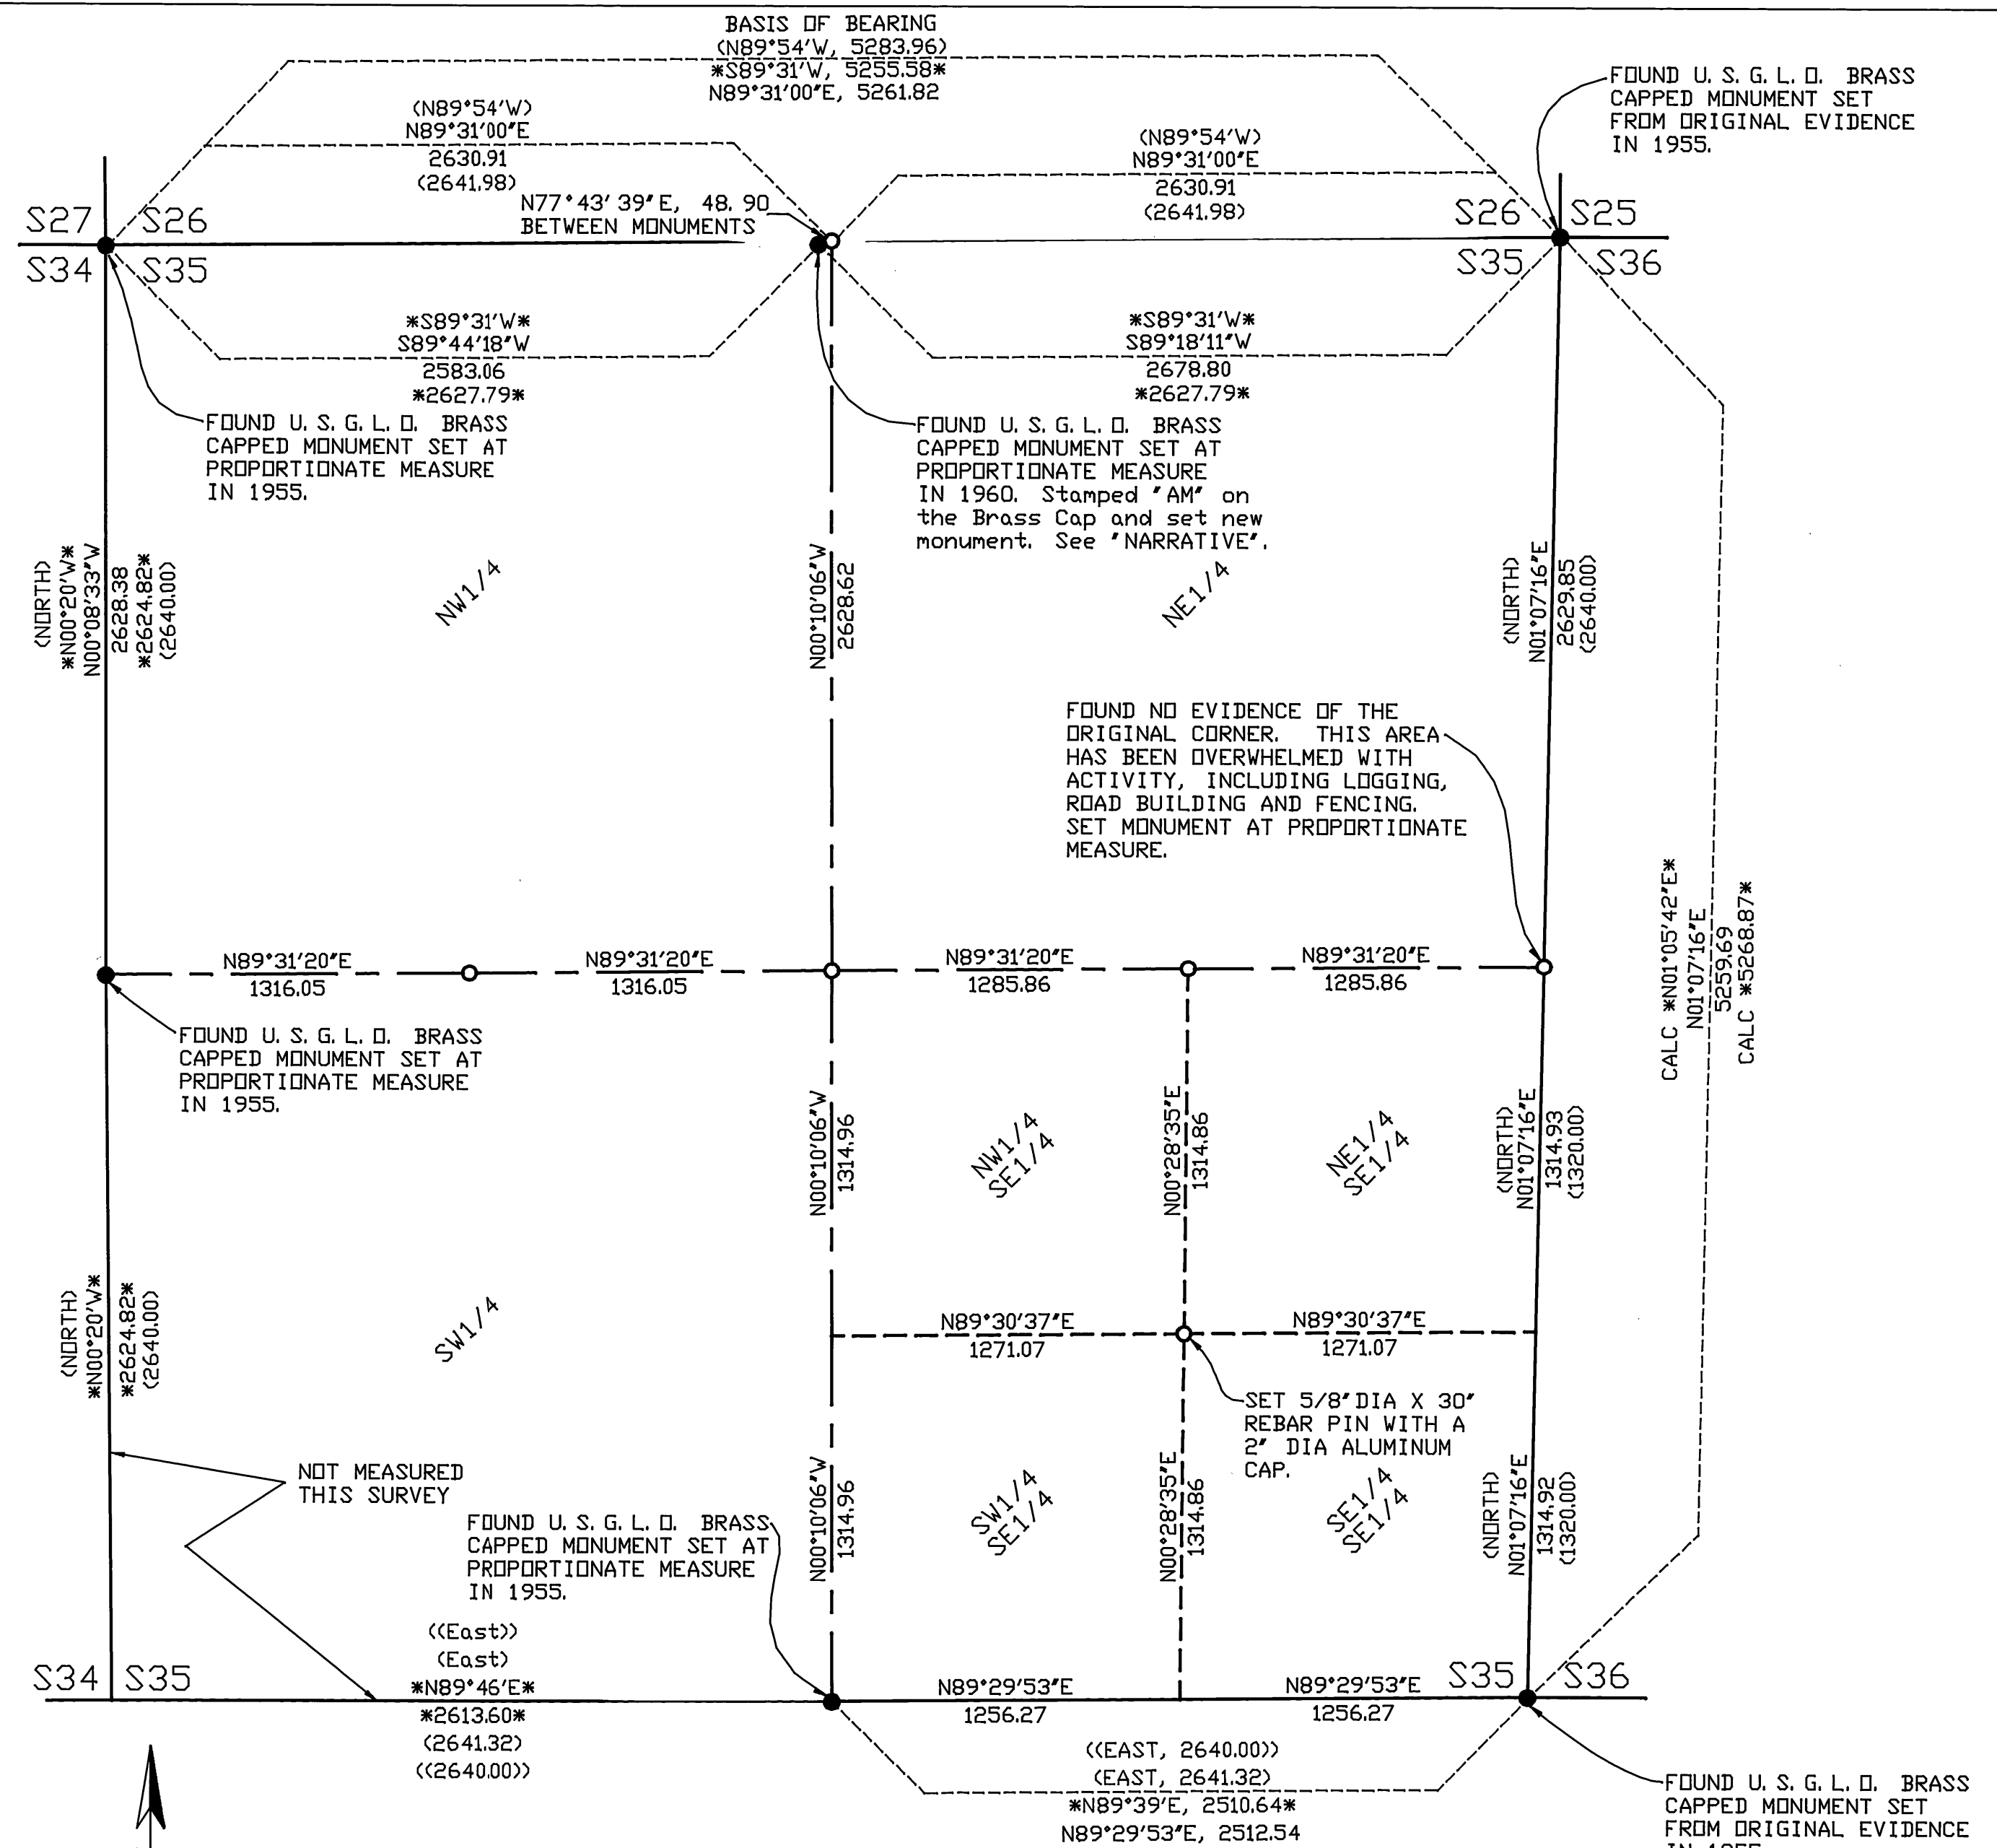 BASIS OF BEARING
(N89°54'W, 5283.96)
*S89°31'W, 5255.58*
N89°31'00"E, 5261.82
(N89°54'W)
N89°31'00"E
2630.91
(2641.98)
N77°43'39"E, 48.90
BETWEEN MONUMENTS
(N89°54'W)
N89°31'00"E
2630.91
(2641.98)
FOUND U.S.G.L.O. BRASS
CAPPED MONUMENT SET
FROM ORIGINAL EVIDENCE
IN 1955.
S27 S26
S34 S35
S26 S25
S35 S36
*S89°31'W*
S89°44'18"W
2583.06
*2627.79*
*S89°31'W*
S89°18'11"W
2678.80
*2627.79*
FOUND U.S.G.L.O. BRASS
CAPPED MONUMENT SET AT
PROPORTIONATE MEASURE
IN 1955.
FOUND U.S.G.L.O. BRASS
CAPPED MONUMENT SET AT
PROPORTIONATE MEASURE
IN 1960. Stamped "AM" on
the Brass Cap and set new
monument. See "NARRATIVE".
(NORTH)
*N00°20'W*
N00°08'33"W
2628.38
*2624.82*
(2640.00)
NW1/4
N00°10'06"W
2628.62
NE1/4
(NORTH)
N01°07'16"E
2629.85
(2640.00)
FOUND NO EVIDENCE OF THE
ORIGINAL CORNER. THIS AREA
HAS BEEN OVERWHELMED WITH
ACTIVITY, INCLUDING LOGGING,
ROAD BUILDING AND FENCING.
SET MONUMENT AT PROPORTIONATE
MEASURE.
CALC *N01°05'42"E*
N01°07'16"E
5259.69
CALC *5268.87*
N89°31'20"E
1316.05
N89°31'20"E
1316.05
N89°31'20"E
1285.86
N89°31'20"E
1285.86
FOUND U.S.G.L.O. BRASS
CAPPED MONUMENT SET AT
PROPORTIONATE MEASURE
IN 1955.
N00°10'06"W
1314.96
NW1/4
SE1/4
N00°28'35"E
1314.86
NE1/4
SE1/4
(NORTH)
N01°07'16"E
1314.93
(1320.00)
(NORTH)
*N00°20'W*
*2624.82*
(2640.00)
SW1/4
N89°30'37"E
1271.07
N89°30'37"E
1271.07
SET 5/8" DIA X 30"
REBAR PIN WITH A
2" DIA ALUMINUM
CAP.
NOT MEASURED
THIS SURVEY
FOUND U.S.G.L.O. BRASS
CAPPED MONUMENT SET AT
PROPORTIONATE MEASURE
IN 1955.
N00°10'06"W
1314.96
SW1/4
SE1/4
N00°28'35"E
1314.86
SE1/4
SE1/4
(NORTH)
N01°07'16"E
1314.92
(1320.00)
S34 S35
((East))
(East)
*N89°46'E*
*2613.60*
(2641.32)
((2640.00))
N89°29'53"E
1256.27
N89°29'53"E
1256.27
S35 S36
((EAST, 2640.00))
(EAST, 2641.32)
*N89°39'E, 2510.64*
N89°29'53"E, 2512.54
FOUND U.S.G.L.O. BRASS
CAPPED MONUMENT SET
FROM ORIGINAL EVIDENCE
IN 1955